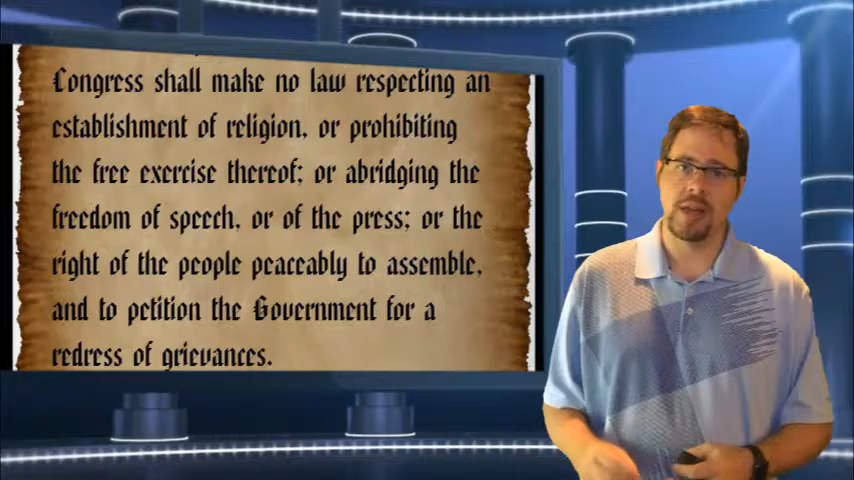 Congress shall make no law respecting an
establishment of religion, or prohibiting
the free exercise thereof; or abridging the
freedom of speech, or of the press; or the
right of the people peaceably to assemble,
and to petition the Government for a
redress of grievances.